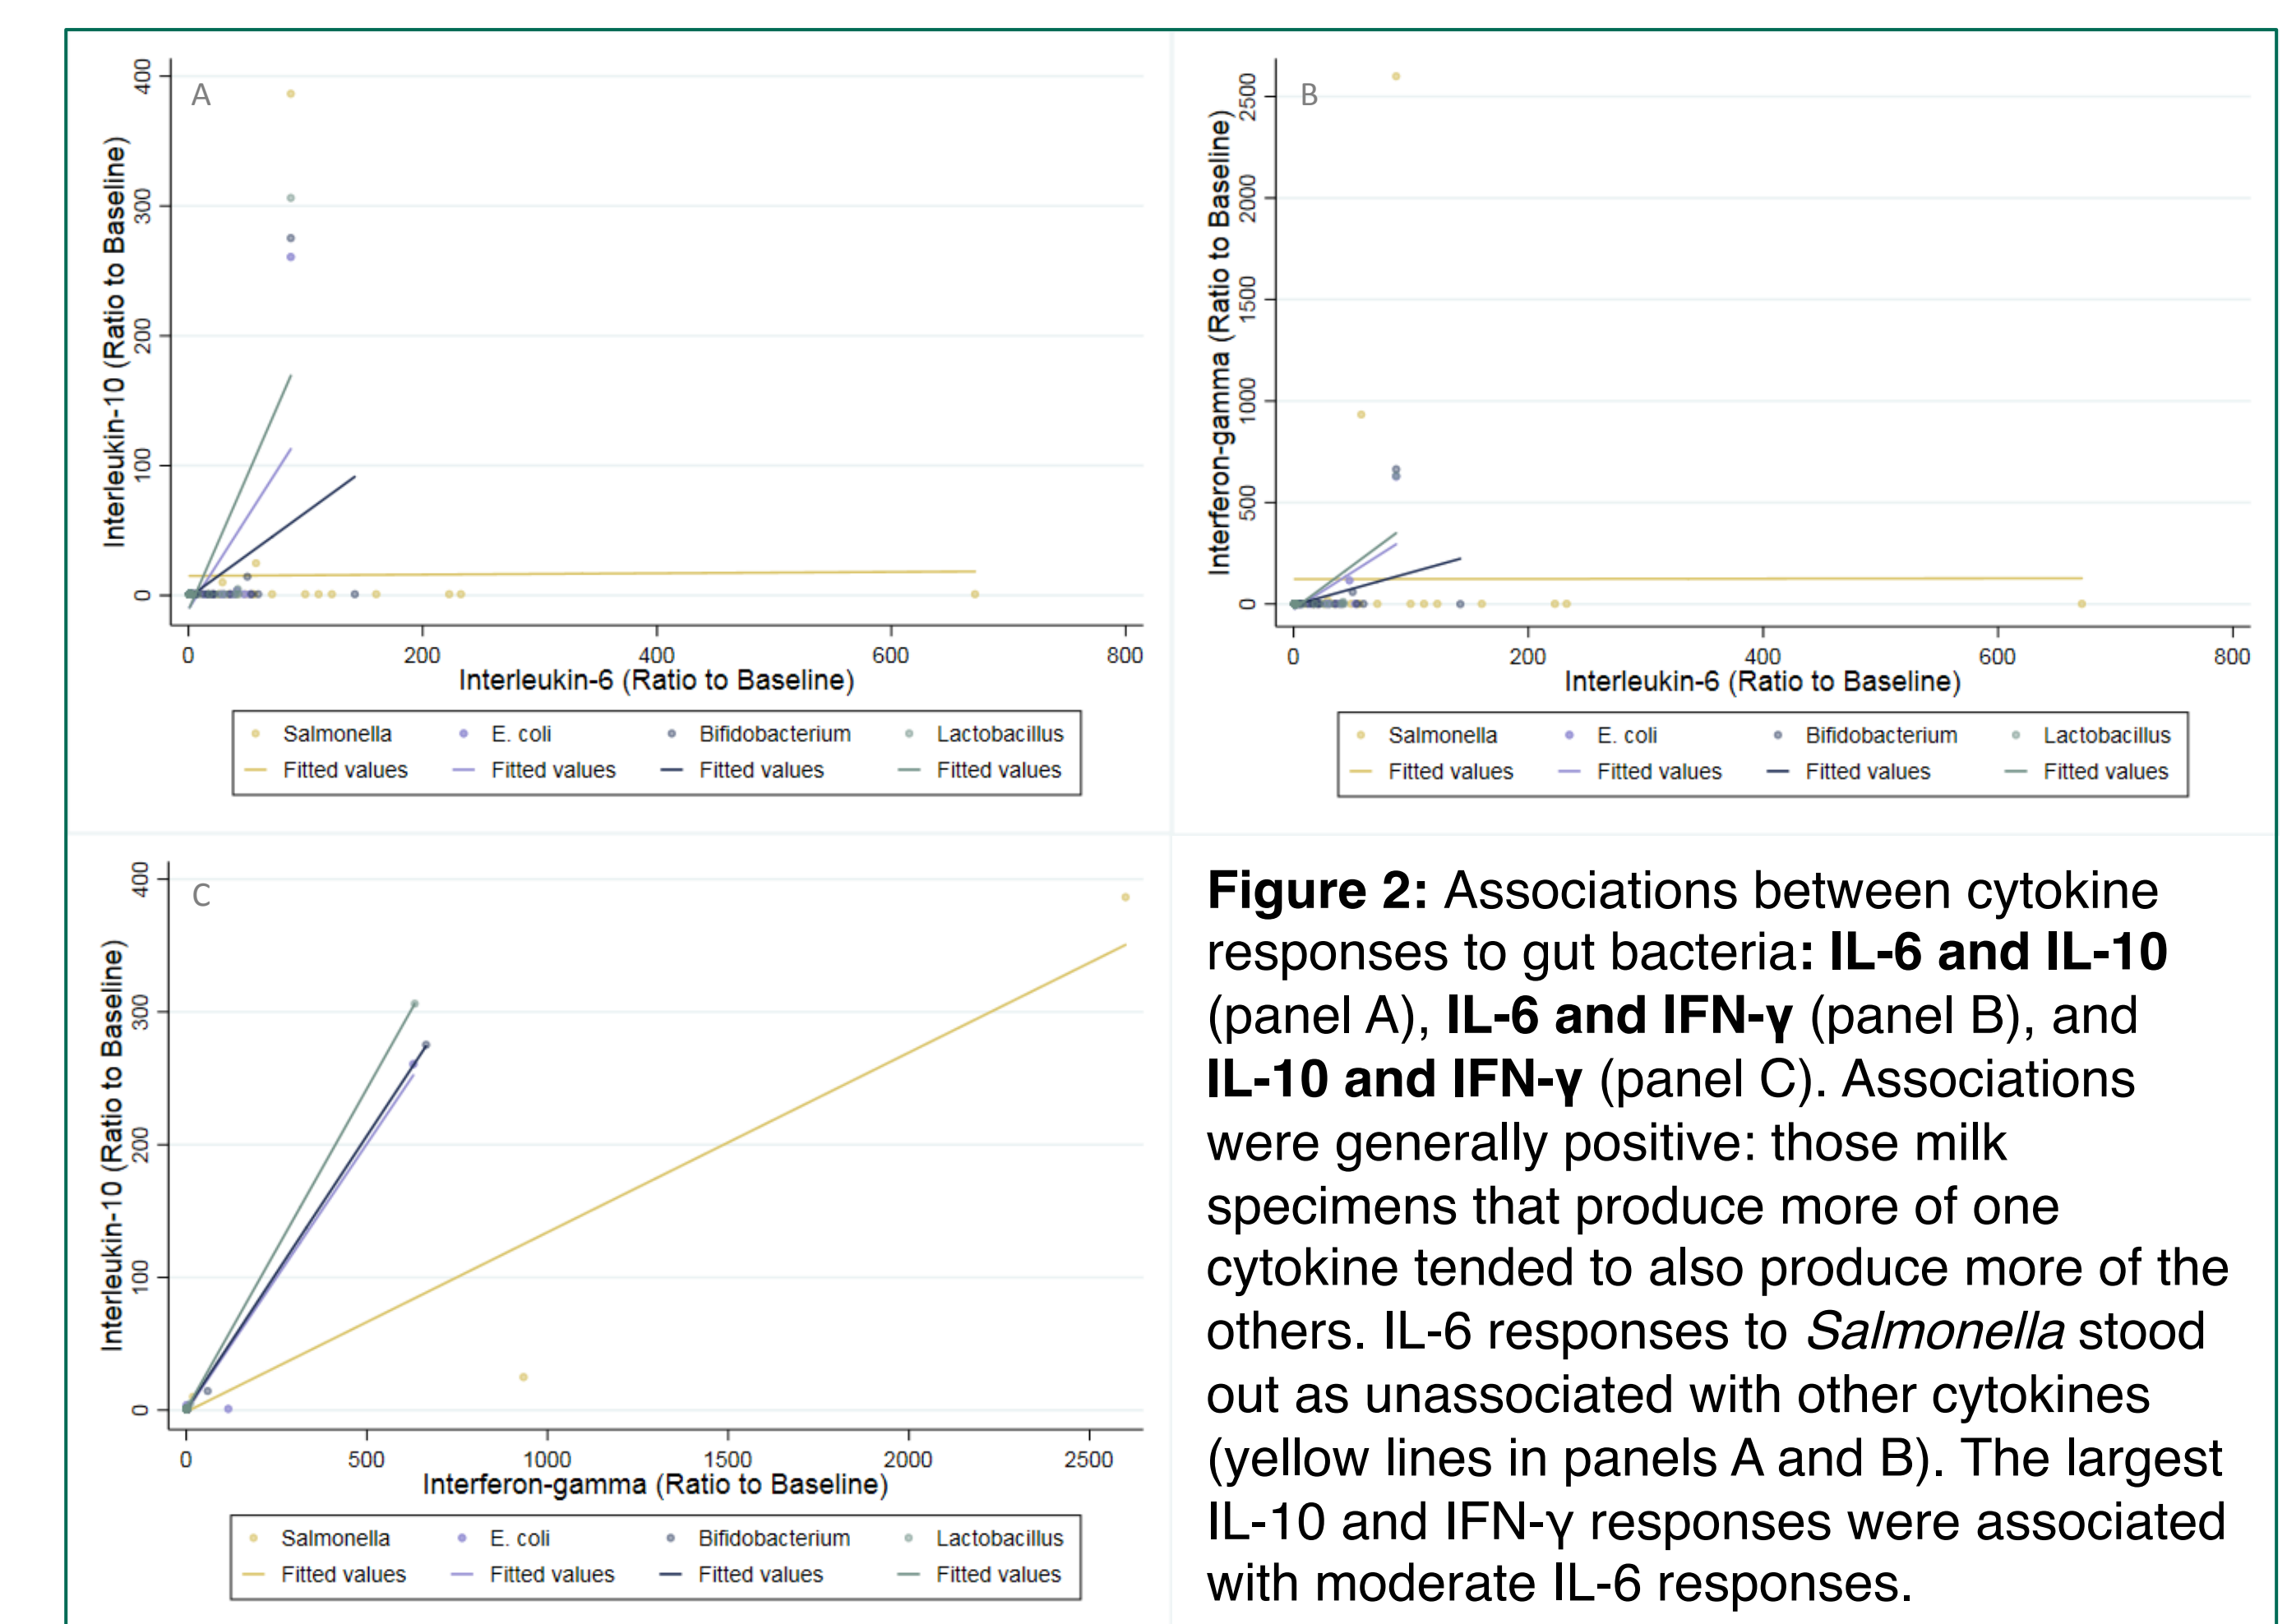 A
Interleukin-10 (Ratio to Baseline)
400
300
200
100
0
0 200 400 600 800
Interleukin-6 (Ratio to Baseline)
Salmonella E. coli Bifidobacterium Lactobacillus
Fitted values Fitted values Fitted values Fitted values
B
Interferon-gamma (Ratio to Baseline)
2500
2000
1500
1000
500
0
0 200 400 600 800
Interleukin-6 (Ratio to Baseline)
Salmonella E. coli Bifidobacterium Lactobacillus
Fitted values Fitted values Fitted values Fitted values
C
Interleukin-10 (Ratio to Baseline)
400
300
200
100
0
0 500 1000 1500 2000 2500
Interferon-gamma (Ratio to Baseline)
Salmonella E. coli Bifidobacterium Lactobacillus
Fitted values Fitted values Fitted values Fitted values
Figure 2: Associations between cytokine
responses to gut bacteria: IL-6 and IL-10
(panel A), IL-6 and IFN-γ (panel B), and
IL-10 and IFN-γ (panel C). Associations
were generally positive: those milk
specimens that produce more of one
cytokine tended to also produce more of the
others. IL-6 responses to Salmonella stood
out as unassociated with other cytokines
(yellow lines in panels A and B). The largest
IL-10 and IFN-γ responses were associated
with moderate IL-6 responses.